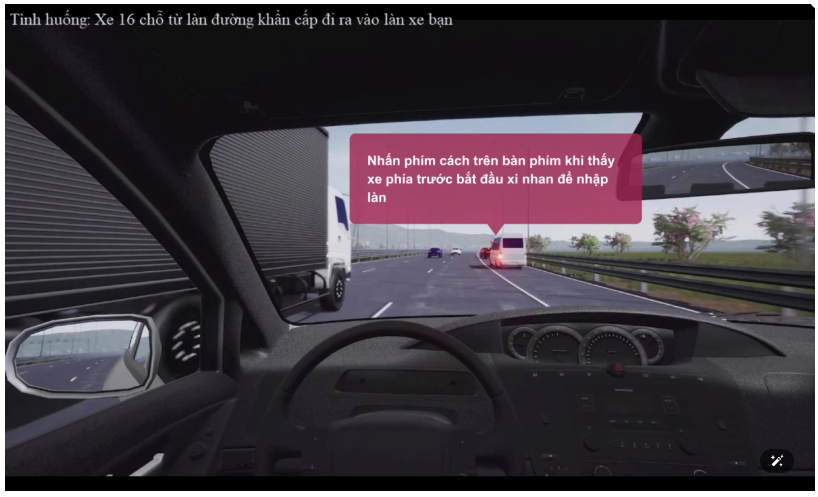 Tình huống: Xe 16 chỗ từ làn đường khẩn cấp đi ra vào làn xe bạn
Nhấn phím cách trên bàn phím khi thấy
xe phía trước bắt đầu xi nhan để nhập
làn